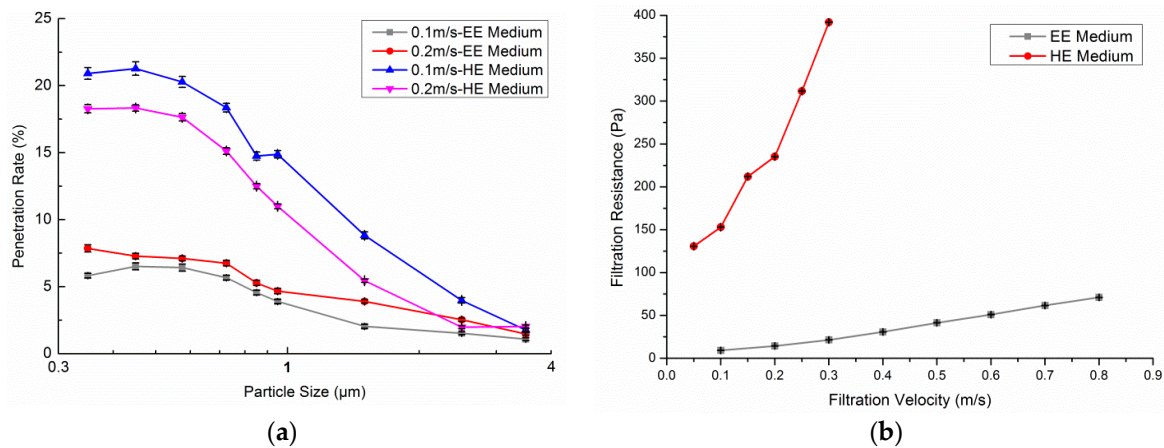 25
20
15
10
5
0
Penetration Rate (%)
0.3
1
4
Particle Size (µm)
0.1m/s-EE Medium
0.2m/s-EE Medium
0.1m/s-HE Medium
0.2m/s-HE Medium
(a)
400
350
300
250
200
150
100
50
0
Filtration Resistance (Pa)
0.0 0.1 0.2 0.3 0.4 0.5 0.6 0.7 0.8 0.9
Filtration Velocity (m/s)
EE Medium
HE Medium
(b)